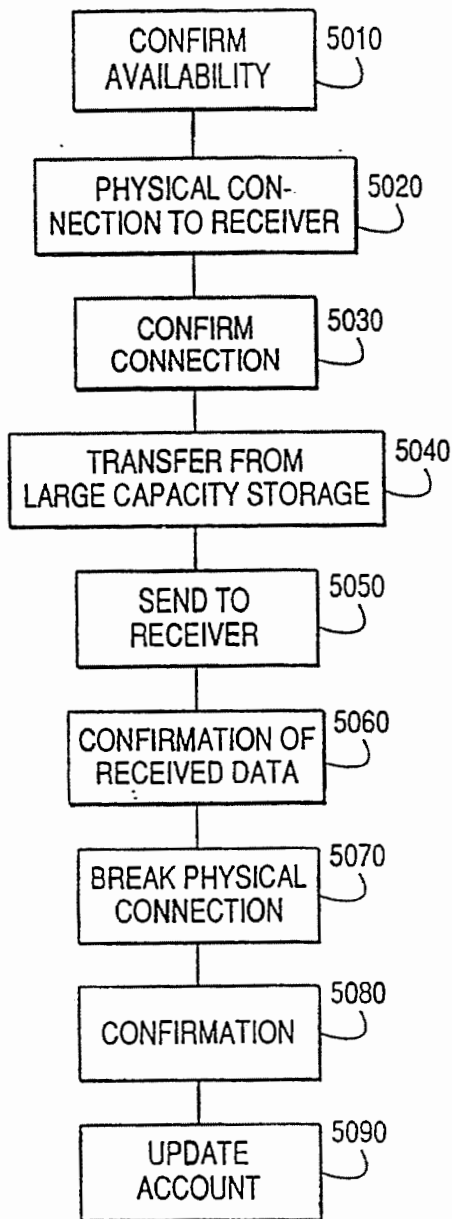 CONFIRM
AVAILABILITY
5010
PHYSICAL CON-
NECTION TO RECEIVER
5020
CONFIRM
CONNECTION
5030
TRANSFER FROM
LARGE CAPACITY STORAGE
5040
SEND TO
RECEIVER
5050
CONFIRMATION OF
RECEIVED DATA
5060
BREAK PHYSICAL
CONNECTION
5070
CONFIRMATION
5080
UPDATE
ACCOUNT
5090